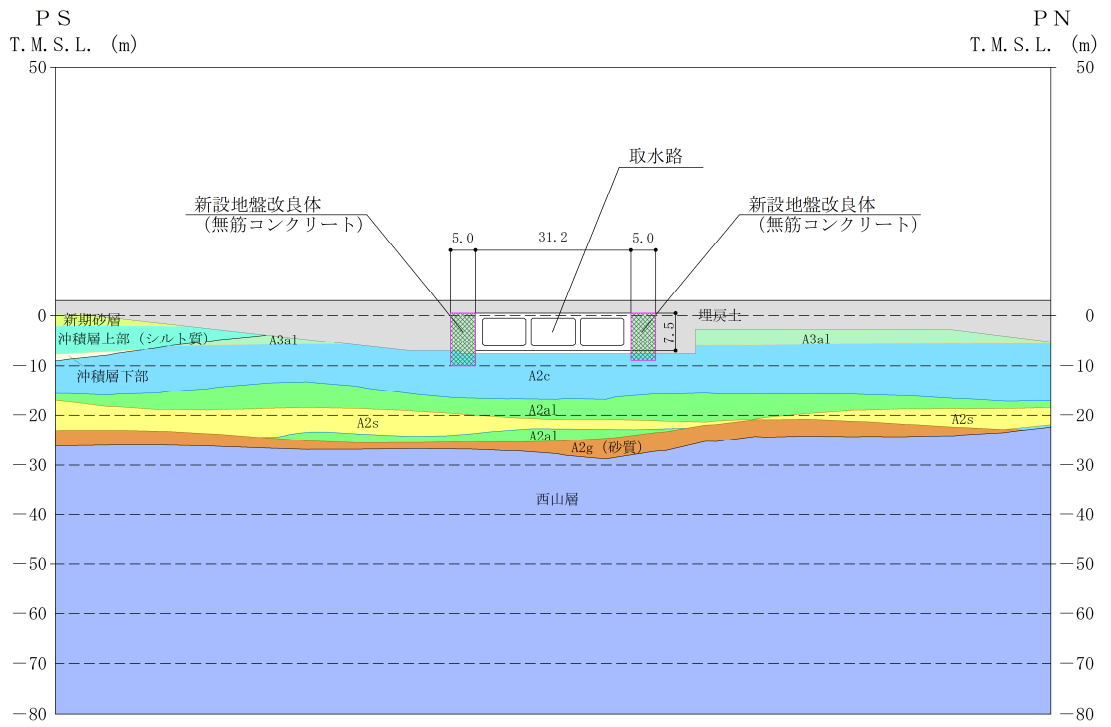 ＰＳ
ＰＮ
T.M.S.L. (m)
T.M.S.L. (m)
50
50
取水路
新設地盤改良体
（無筋コンクリート）
新設地盤改良体
（無筋コンクリート）
5.0
31.2
5.0
7.5
0
0
新期砂層
埋戻土
沖積層上部（シルト質）
A3al
A3al
−10
−10
沖積層下部
A2c
A2al
−20
−20
A2s
A2s
A2al
A2g（砂質）
−30
−30
西山層
−40
−40
−50
−50
−60
−60
−70
−70
−80
−80